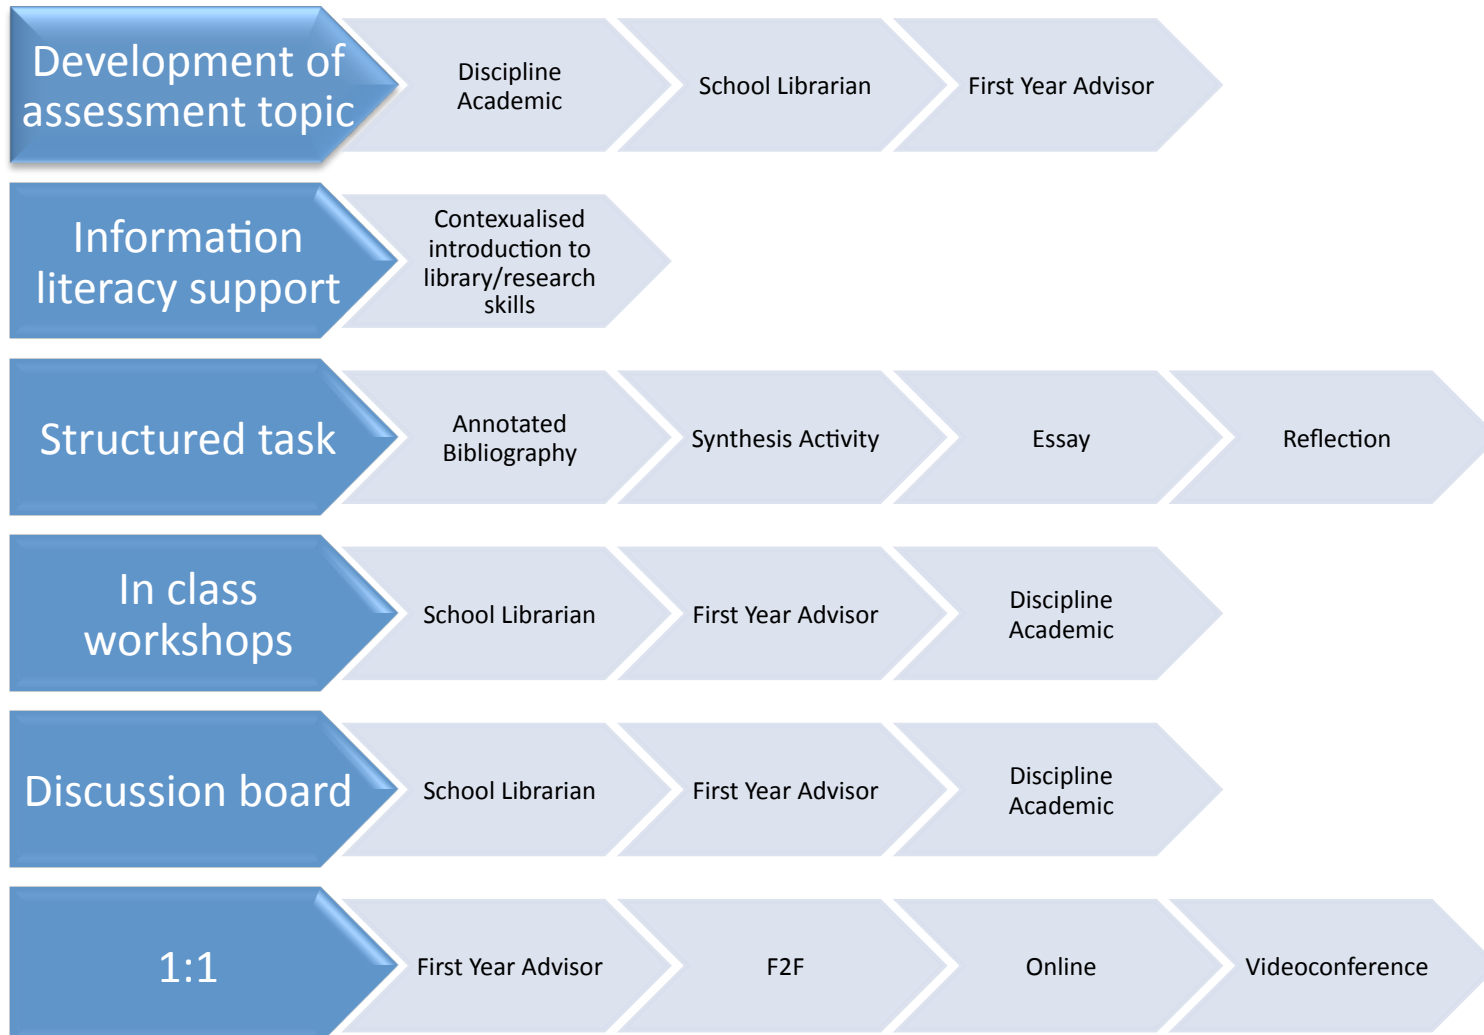 Development of
assessment topic
Discipline
Academic
School Librarian
First Year Advisor
Information
literacy support
Contexualised
introduction to
library/research
skills
Structured task
Annotated
Bibliography
Synthesis Activity
Essay
Reflection
In class
workshops
School Librarian
First Year Advisor
Discipline
Academic
Discussion board
School Librarian
First Year Advisor
Discipline
Academic
1:1
First Year Advisor
F2F
Online
Videoconference